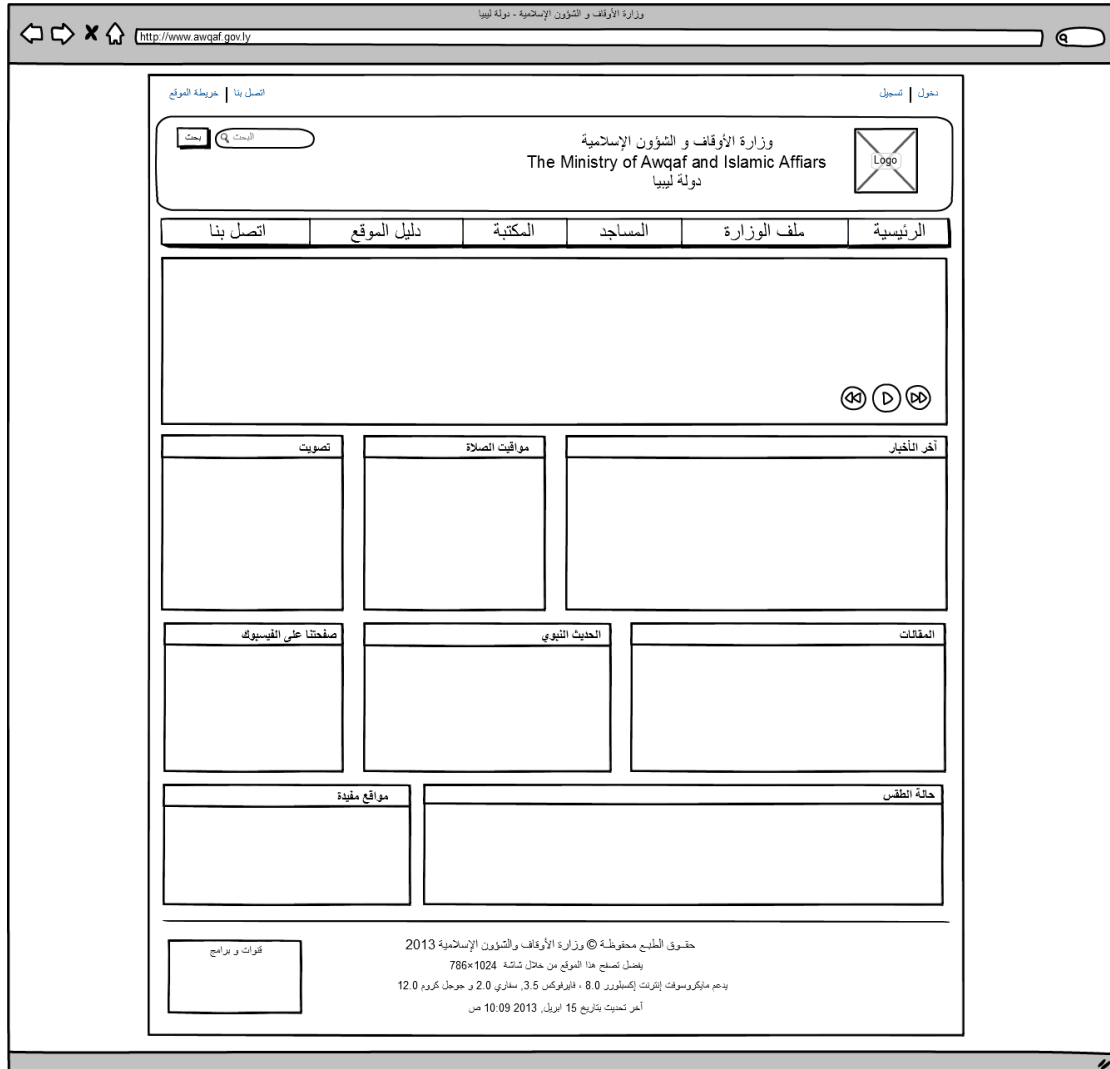 وزارة الأوقاف و الشؤون الإسلامية - دولة ليبيا
http://www.awqaf.gov.ly
دخول | تسجيل
اتصل بنا | خريطة الموقع
Logo
وزارة الأوقاف و الشؤون الإسلامية
The Ministry of Awqaf and Islamic Affiars
دولة ليبيا
البحث
بحث
الرئيسية
ملف الوزارة
المساجد
المكتبة
دليل الموقع
اتصل بنا
آخر الأخبار
مواقيت الصلاة
تصويت
المقالات
الحديث النبوي
صفحتنا على الفيسبوك
حالة الطقس
مواقع مفيدة
حقـوق الطبـع محفوظـة © وزارة الأوقاف والشؤون الإسلامية 2013
يفضل تصفح هذا الموقع من خلال شاشة 1024×786
يدعم مايكروسوفت إنترنت إكسبلورر 8.0 ، فايرفوكس 3.5, سفاري 2.0 و جوجل كروم 12.0
آخر تحديث بتاريخ 15 ابريل, 2013 10:09 ص
قنوات و برامج